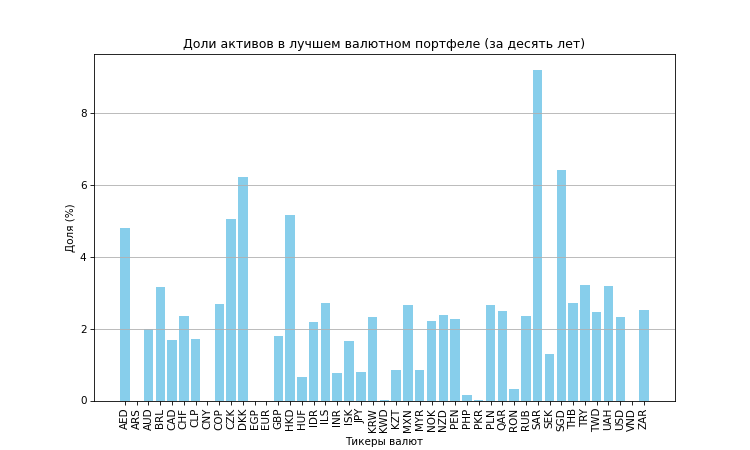 Доли активов в лучшем валютном портфеле (за десять лет)
Доля (%)
8
6
4
2
0
AED ARS AUD BRL CAD CHF CLP CNY COP CZK DKK EGP EUR GBP HKD HUF IDR ILS INR ISK JPY KRW KWD KZT MXN MYR NOK NZD PEN PHP PKR PLN QAR RON RUB SAR SEK SGD THB TRY TWD UAH USD VND ZAR
Тикеры валют